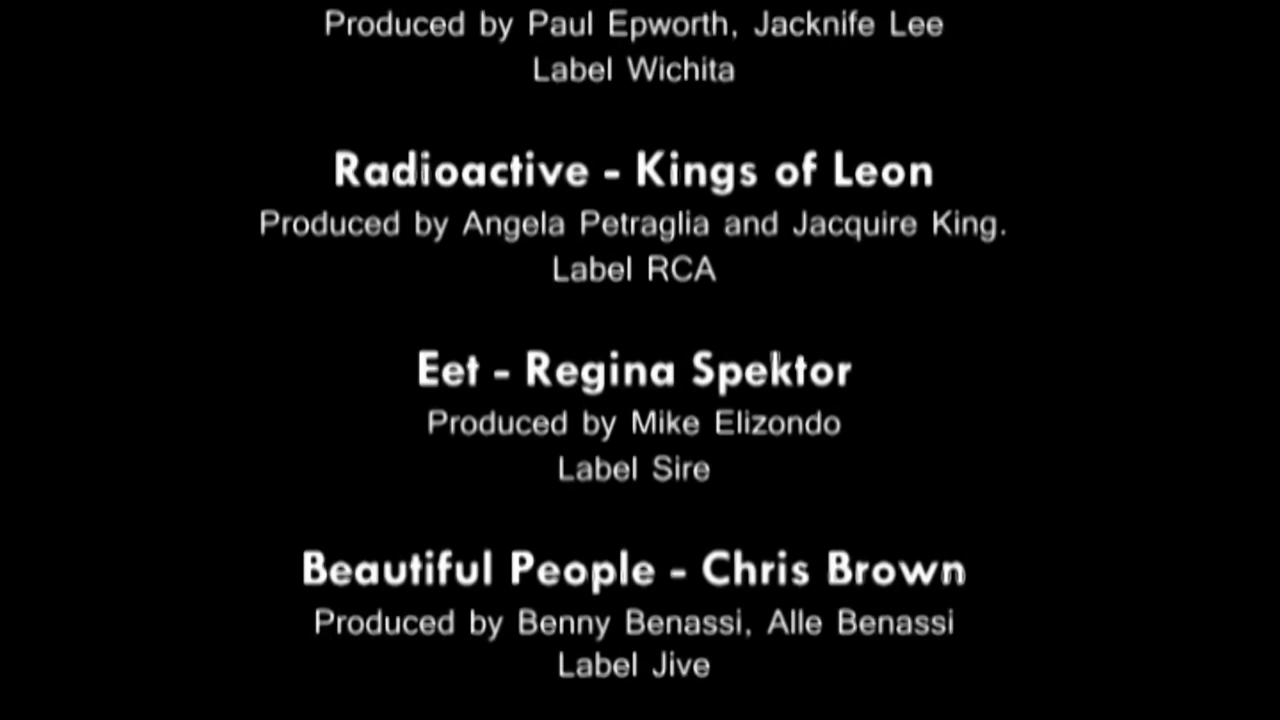 Produced by Paul Epworth, Jacknife Lee
Label Wichita
Radioactive - Kings of Leon
Produced by Angela Petraglia and Jacquire King.
Label RCA
Eet - Regina Spektor
Produced by Mike Elizondo
Label Sire
Beautiful People - Chris Brown
Produced by Benny Benassi, Alle Benassi
Label Jive